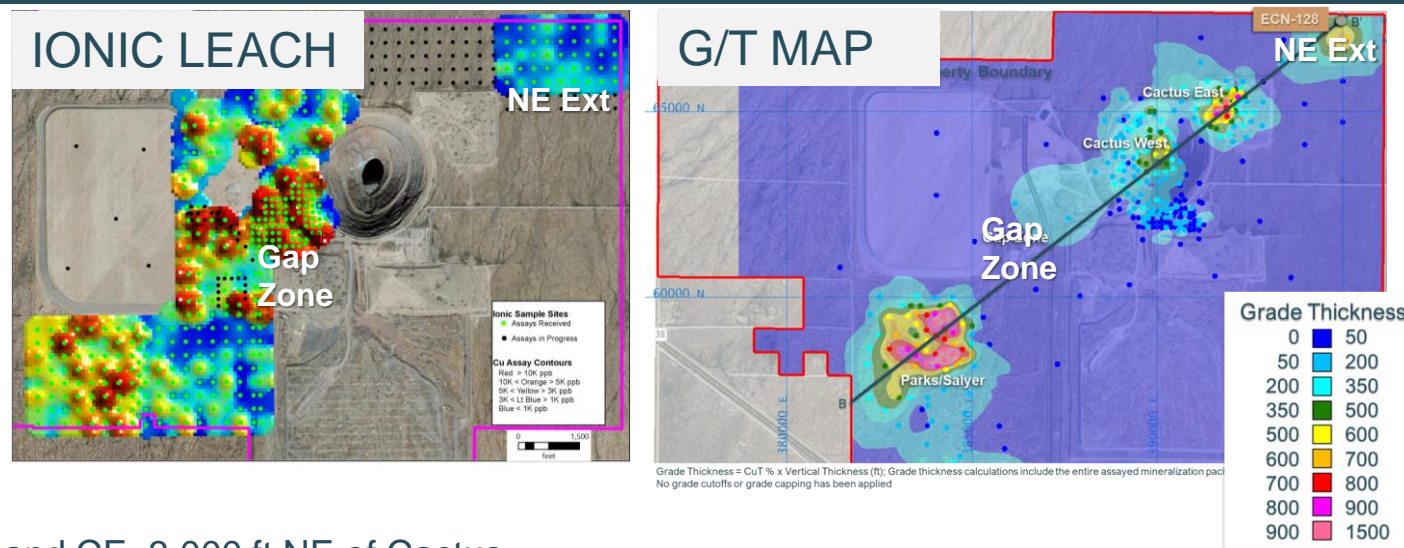 IONIC LEACH
NE Ext
Gap
Zone
Ionic Sample Sites
Assays Received
Assays in Progress
Cu Assay Contours
Red > 10K ppb
10K < Orange > 5K ppb
5K < Yellow > 3K ppb
3K < Lt Blue > 1K ppb
Blue < 1K ppb
0 1,500
feet
G/T MAP
ECN-128
B'
NE Ext
erty Boundary
Cactus East
65000 N
Cactus West
Gap
Zone
60000 N
38
Parks/Salyer
B
380000 E
390000 E
Grade Thickness
0 50
50 200
200 350
350 500
500 600
600 700
700 800
800 900
900 1500
Grade Thickness = CuT % x Vertical Thickness (ft); Grade thickness calculations include the entire assayed mineralization pac
No grade cutoffs or grade capping has been applied